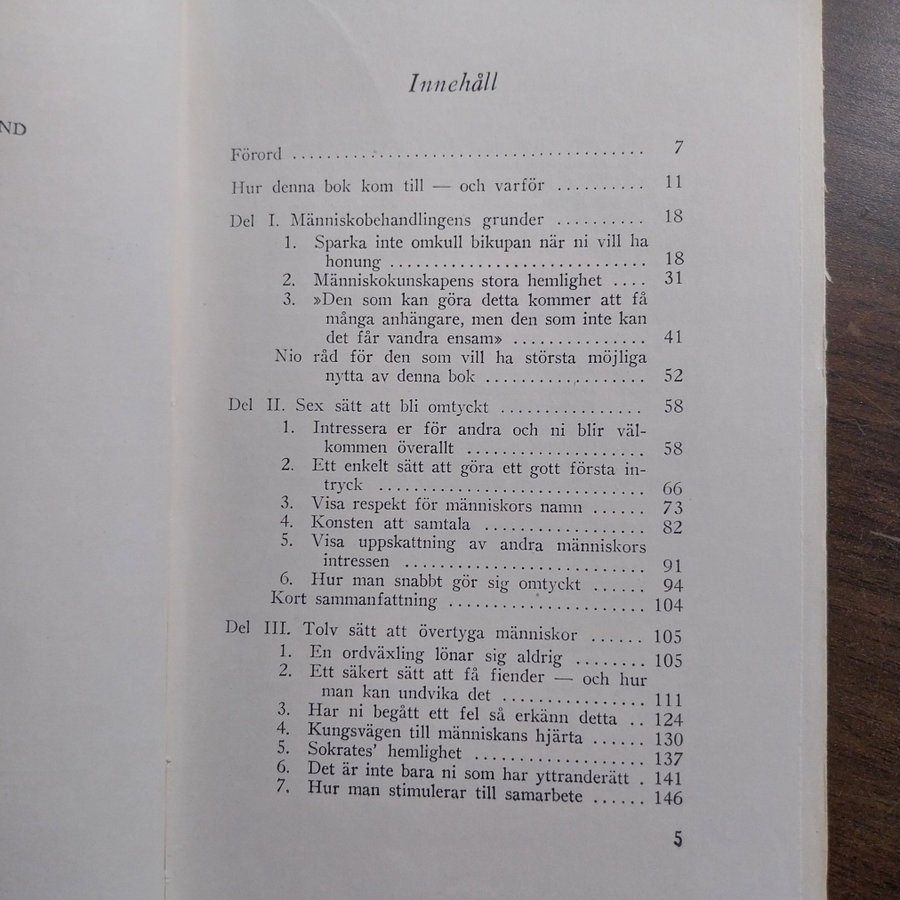 ND
Innehåll
Förord ........................................ 7
Hur denna bok kom till — och varför .......... 11
Del I. Människobehandlingens grunder .......... 18
1. Sparka inte omkull bikupan när ni vill ha
honung ............................. 18
2. Människokunskapens stora hemlighet .... 31
3. »Den som kan göra detta kommer att få
många anhängare, men den som inte kan
det får vandra ensam» ............... 41
Nio råd för den som vill ha största möjliga
nytta av denna bok .................. 52
Del II. Sex sätt att bli omtyckt ................ 58
1. Intressera er för andra och ni blir väl-
kommen överallt .................... 58
2. Ett enkelt sätt att göra ett gott första in-
tryck .............................. 66
3. Visa respekt för människors namn ...... 73
4. Konsten att samtala .................. 82
5. Visa uppskattning av andra människors
intressen ........................... 91
6. Hur man snabbt gör sig omtyckt ...... 94
Kort sammanfattning ...................... 104
Del III. Tolv sätt att övertyga människor ...... 105
1. En ordväxling lönar sig aldrig ........ 105
2. Ett säkert sätt att få fiender — och hur
man kan undvika det ................. 111
3. Har ni begått ett fel så erkänn detta .. 124
4. Kungsvägen till människans hjärta ...... 130
5. Sokrates' hemlighet .................... 137
6. Det är inte bara ni som har yttranderätt . 141
7. Hur man stimulerar till samarbete ...... 146
5